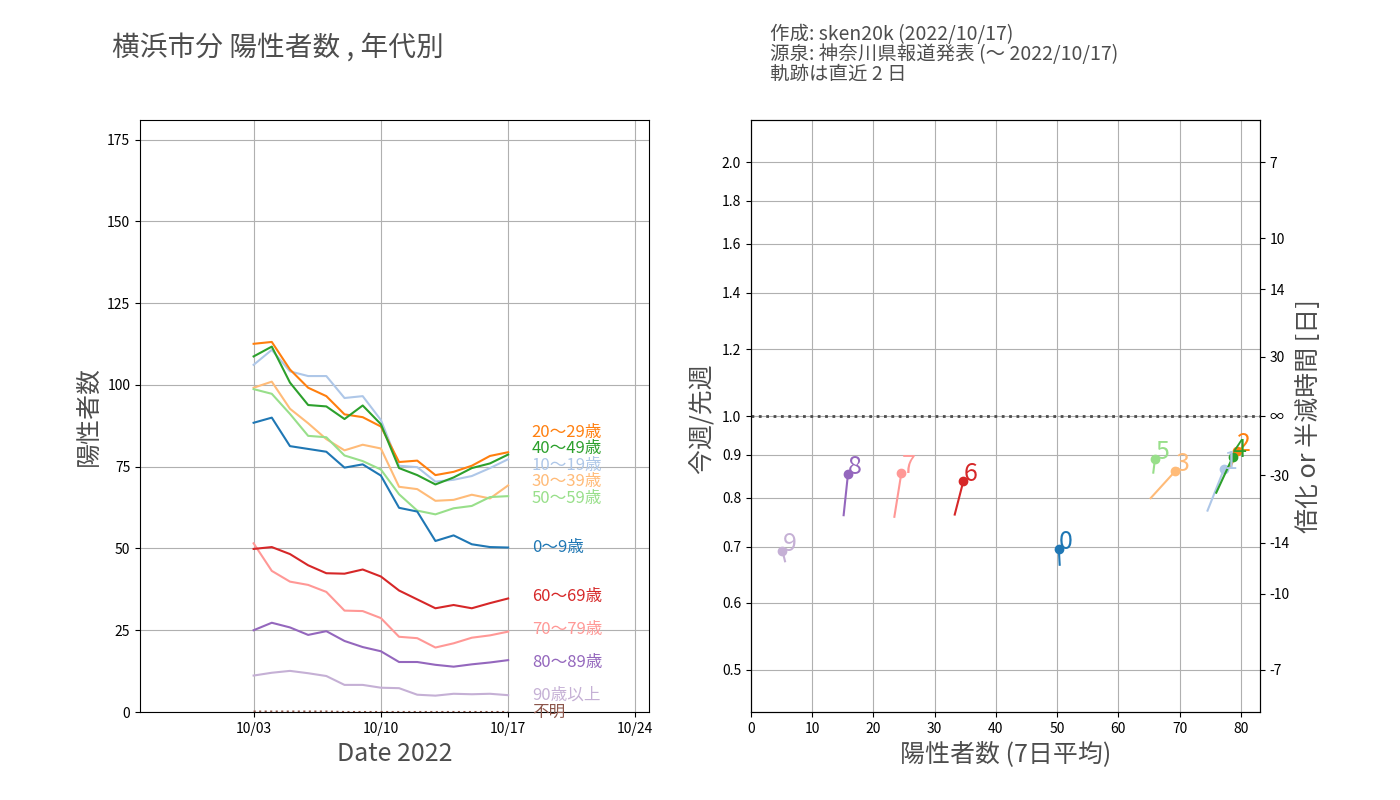 横浜市分 陽性者数 , 年代別
作成: sken20k (2022/10/17)
源泉: 神奈川県報道発表 (〜 2022/10/17)
軌跡は直近 2 日
陽性者数
175
150
125
100
75
50
25
0
10/03
10/10
10/17
10/24
Date 2022
20〜29歳
40〜49歳
10〜19歳
30〜39歳
50〜59歳
0〜9歳
60〜69歳
70〜79歳
80〜89歳
90歳以上
不明
今週/先週
2.0
1.8
1.6
1.4
1.2
1.0
0.9
0.8
0.7
0.6
0.5
0
10
20
30
40
50
60
70
80
陽性者数 (7日平均)
7
10
14
30
∞
-30
-14
-10
-7
倍化 or 半減時間 [日]
9
8
7
6
0
5
3
1
4
2